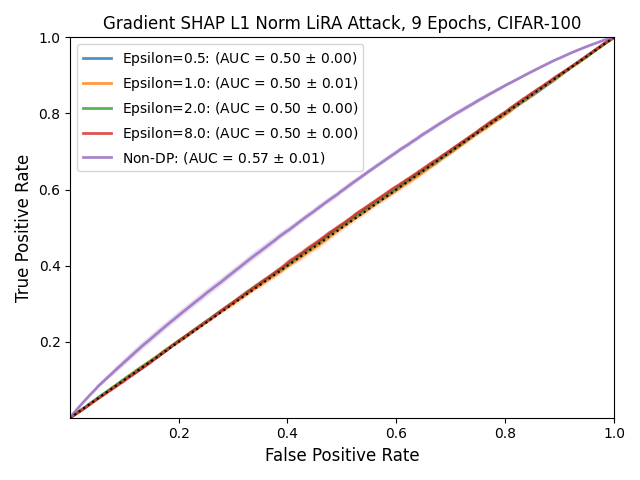 Gradient SHAP L1 Norm LiRA Attack, 9 Epochs, CIFAR-100
Epsilon=0.5: (AUC = 0.50 ± 0.00)
Epsilon=1.0: (AUC = 0.50 ± 0.01)
Epsilon=2.0: (AUC = 0.50 ± 0.00)
Epsilon=8.0: (AUC = 0.50 ± 0.00)
Non-DP: (AUC = 0.57 ± 0.01)
True Positive Rate
1.0
0.8
0.6
0.4
0.2
0.2 0.4 0.6 0.8 1.0
False Positive Rate